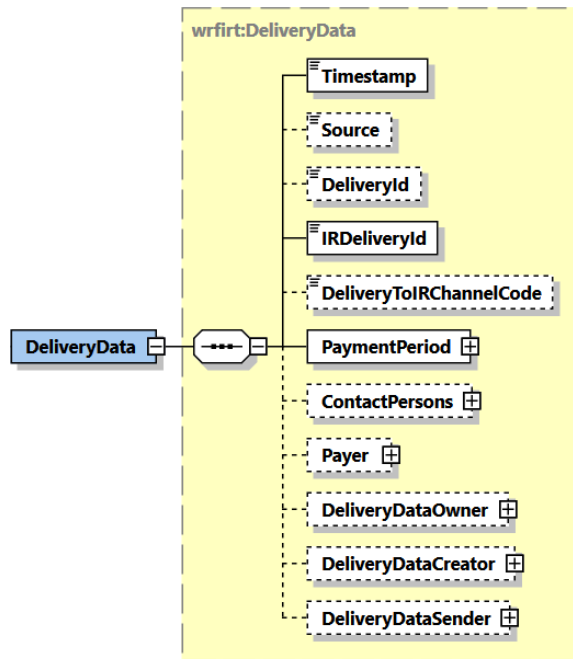 wrfirt:DeliveryData
Timestamp
Source
DeliveryId
IRDeliveryId
DeliveryToIRChannelCode
DeliveryData
PaymentPeriod
ContactPersons
Payer
DeliveryDataOwner
DeliveryDataCreator
DeliveryDataSender